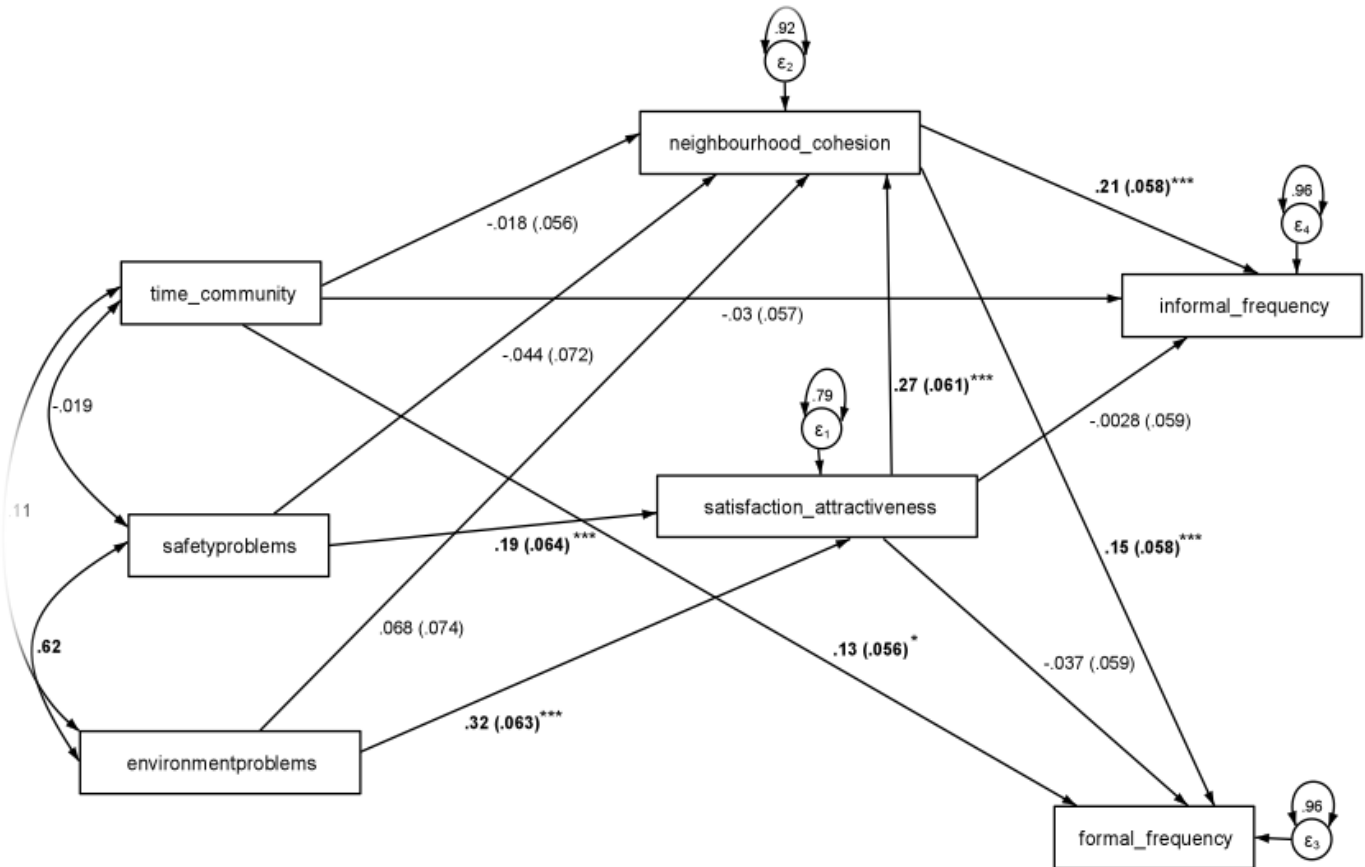 .92
ε2
neighbourhood_cohesion
.21 (.058)***
.96
ε4
-.018 (.056)
time_community
informal_frequency
-.03 (.057)
-.044 (.072)
.27 (.061)***
.79
ε1
-.019
-.0028 (.059)
satisfaction_attractiveness
.11
safetyproblems
.19 (.064)***
.15 (.058)***
.068 (.074)
.62
.13 (.056)*
-.037 (.059)
.32 (.063)***
environmentproblems
.96
formal_frequency
ε3